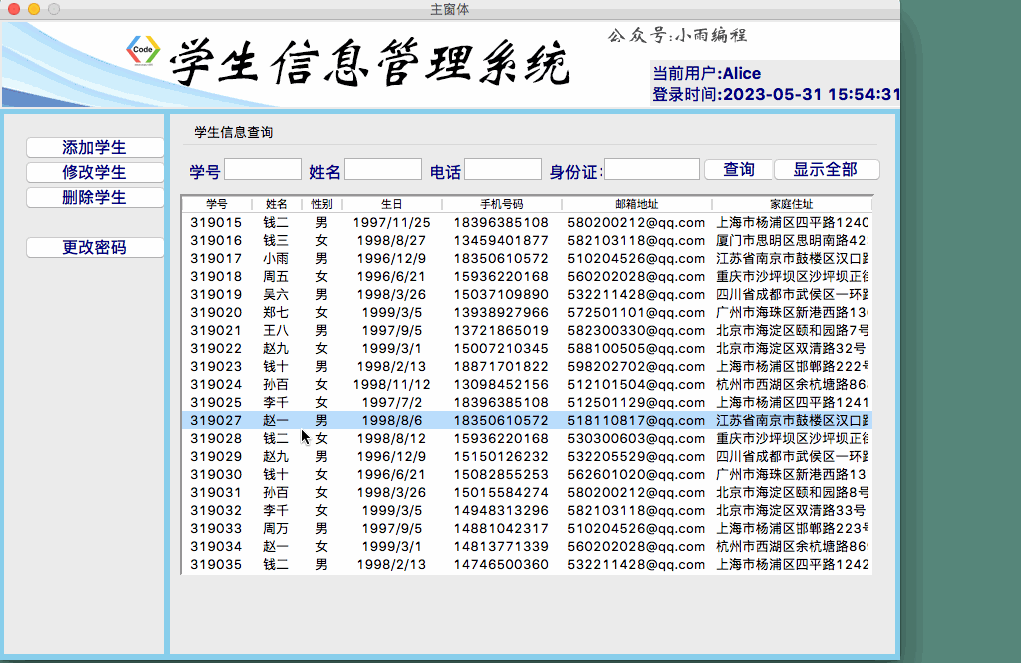 主窗体
公众号:小雨编程
Code
学生信息管理系统
当前用户:Alice
登录时间:2023-05-31 15:54:31
添加学生
修改学生
删除学生
更改密码
学生信息查询
学号 姓名 电话 身份证: 查询 显示全部
学号 姓名 性别 生日 手机号码 邮箱地址 家庭住址
319015 钱二 男 1997/11/25 18396385108 580200212@qq.com 上海市杨浦区四平路1240
319016 钱三 女 1998/8/27 13459401877 582103118@qq.com 厦门市思明区思明南路42
319017 小雨 男 1996/12/9 18350610572 510204526@qq.com 江苏省南京市鼓楼区汉口
319018 周五 女 1996/6/21 15936220168 560202028@qq.com 重庆市沙坪坝区沙坪坝正
319019 吴六 男 1998/3/26 15037109890 532211428@qq.com 四川省成都市武侯区一环
319020 郑七 女 1999/3/5 13938927966 572501101@qq.com 广州市海珠区新港西路13
319021 王八 男 1997/9/5 13721865019 582300330@qq.com 北京市海淀区颐和园路7号
319022 赵九 女 1999/3/1 15007210345 588100505@qq.com 北京市海淀区双清路32号
319023 钱十 男 1998/2/13 18871701822 598202702@qq.com 上海市杨浦区邯郸路222号
319024 孙百 女 1998/11/12 13098452156 512101504@qq.com 杭州市西湖区余杭塘路86
319025 李千 女 1997/7/2 18396385108 512501129@qq.com 上海市杨浦区四平路1241
319027 赵一 男 1998/8/6 18350610572 518110817@qq.com 江苏省南京市鼓楼区汉口
319028 钱二 女 1998/8/12 15936220168 530300603@qq.com 重庆市沙坪坝区沙坪坝正
319029 赵九 男 1996/12/9 15150126232 532205529@qq.com 四川省成都市武侯区一环
319030 钱十 女 1996/6/21 15082855253 562601020@qq.com 广州市海珠区新港西路13
319031 孙百 女 1998/3/26 15015584274 580200212@qq.com 北京市海淀区颐和园路8号
319032 李千 女 1999/3/5 14948313296 582103118@qq.com 北京市海淀区双清路33号
319033 周万 男 1997/9/5 14881042317 510204526@qq.com 上海市杨浦区邯郸路223号
319034 赵一 女 1999/3/1 14813771339 560202028@qq.com 杭州市西湖区余杭塘路86
319035 钱二 男 1998/2/13 14746500360 532211428@qq.com 上海市杨浦区四平路1242